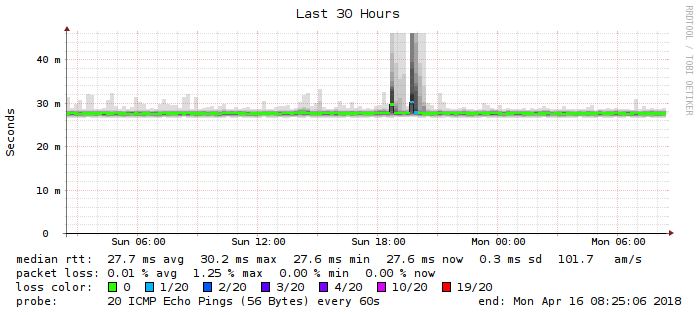 Last 30 Hours
RRDTOOL / TOBI OETIKER
Seconds
40 m
30 m
20 m
10 m
0
Sun 06:00 Sun 12:00 Sun 18:00 Mon 00:00 Mon 06:00
median rtt: 27.7 ms avg 30.2 ms max 27.6 ms min 27.6 ms now 0.3 ms sd 101.7 am/s
packet loss: 0.01 % avg 1.25 % max 0.00 % min 0.00 % now
loss color: 0 1/20 2/20 3/20 4/20 10/20 19/20
probe: 20 ICMP Echo Pings (56 Bytes) every 60s end: Mon Apr 16 08:25:06 2018